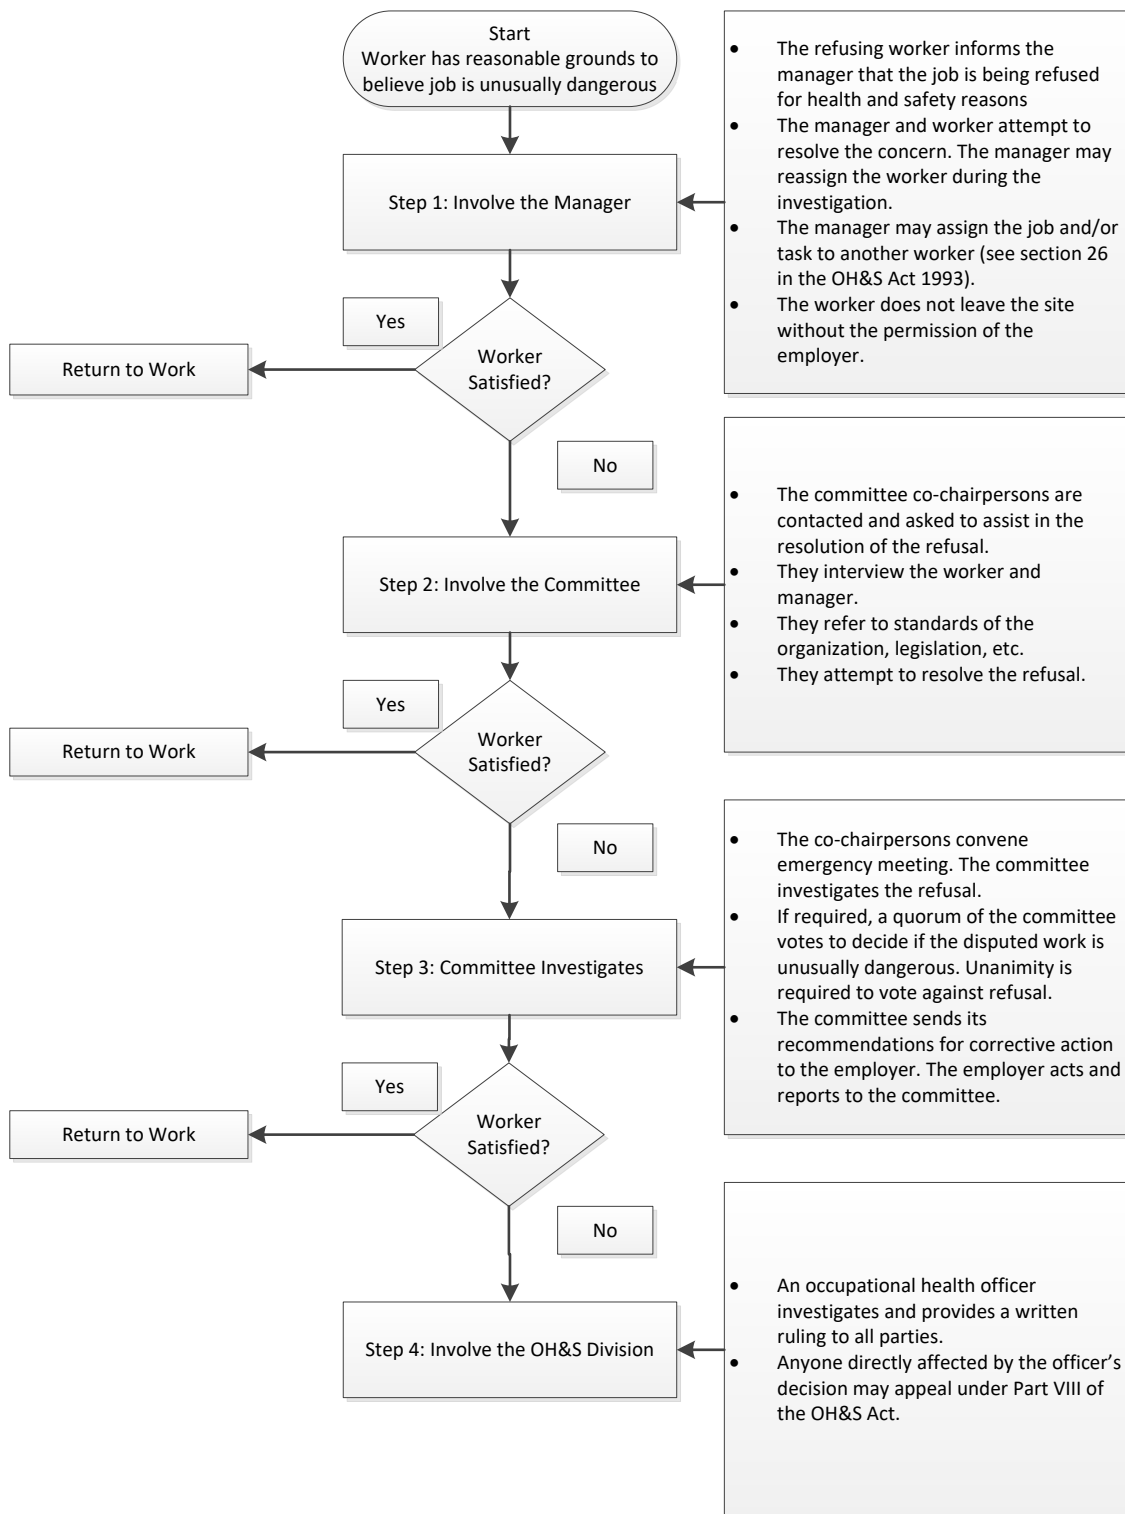 Start
Worker has reasonable grounds to
believe job is unusually dangerous
• The refusing worker informs the
manager that the job is being refused
for health and safety reasons
• The manager and worker attempt to
resolve the concern. The manager may
reassign the worker during the
investigation.
• The manager may assign the job and/or
task to another worker (see section 26
in the OH&S Act 1993).
• The worker does not leave the site
without the permission of the
employer.
Step 1: Involve the Manager
Yes
Worker
Satisfied?
Return to Work
No
• The committee co-chairpersons are
contacted and asked to assist in the
resolution of the refusal.
• They interview the worker and
manager.
• They refer to standards of the
organization, legislation, etc.
• They attempt to resolve the refusal.
Step 2: Involve the Committee
Yes
Worker
Satisfied?
Return to Work
No
• The co-chairpersons convene
emergency meeting. The committee
investigates the refusal.
• If required, a quorum of the committee
votes to decide if the disputed work is
unusually dangerous. Unanimity is
required to vote against refusal.
• The committee sends its
recommendations for corrective action
to the employer. The employer acts and
reports to the committee.
Step 3: Committee Investigates
Yes
Worker
Satisfied?
Return to Work
No
• An occupational health officer
investigates and provides a written
ruling to all parties.
• Anyone directly affected by the officer’s
decision may appeal under Part VIII of
the OH&S Act.
Step 4: Involve the OH&S Division